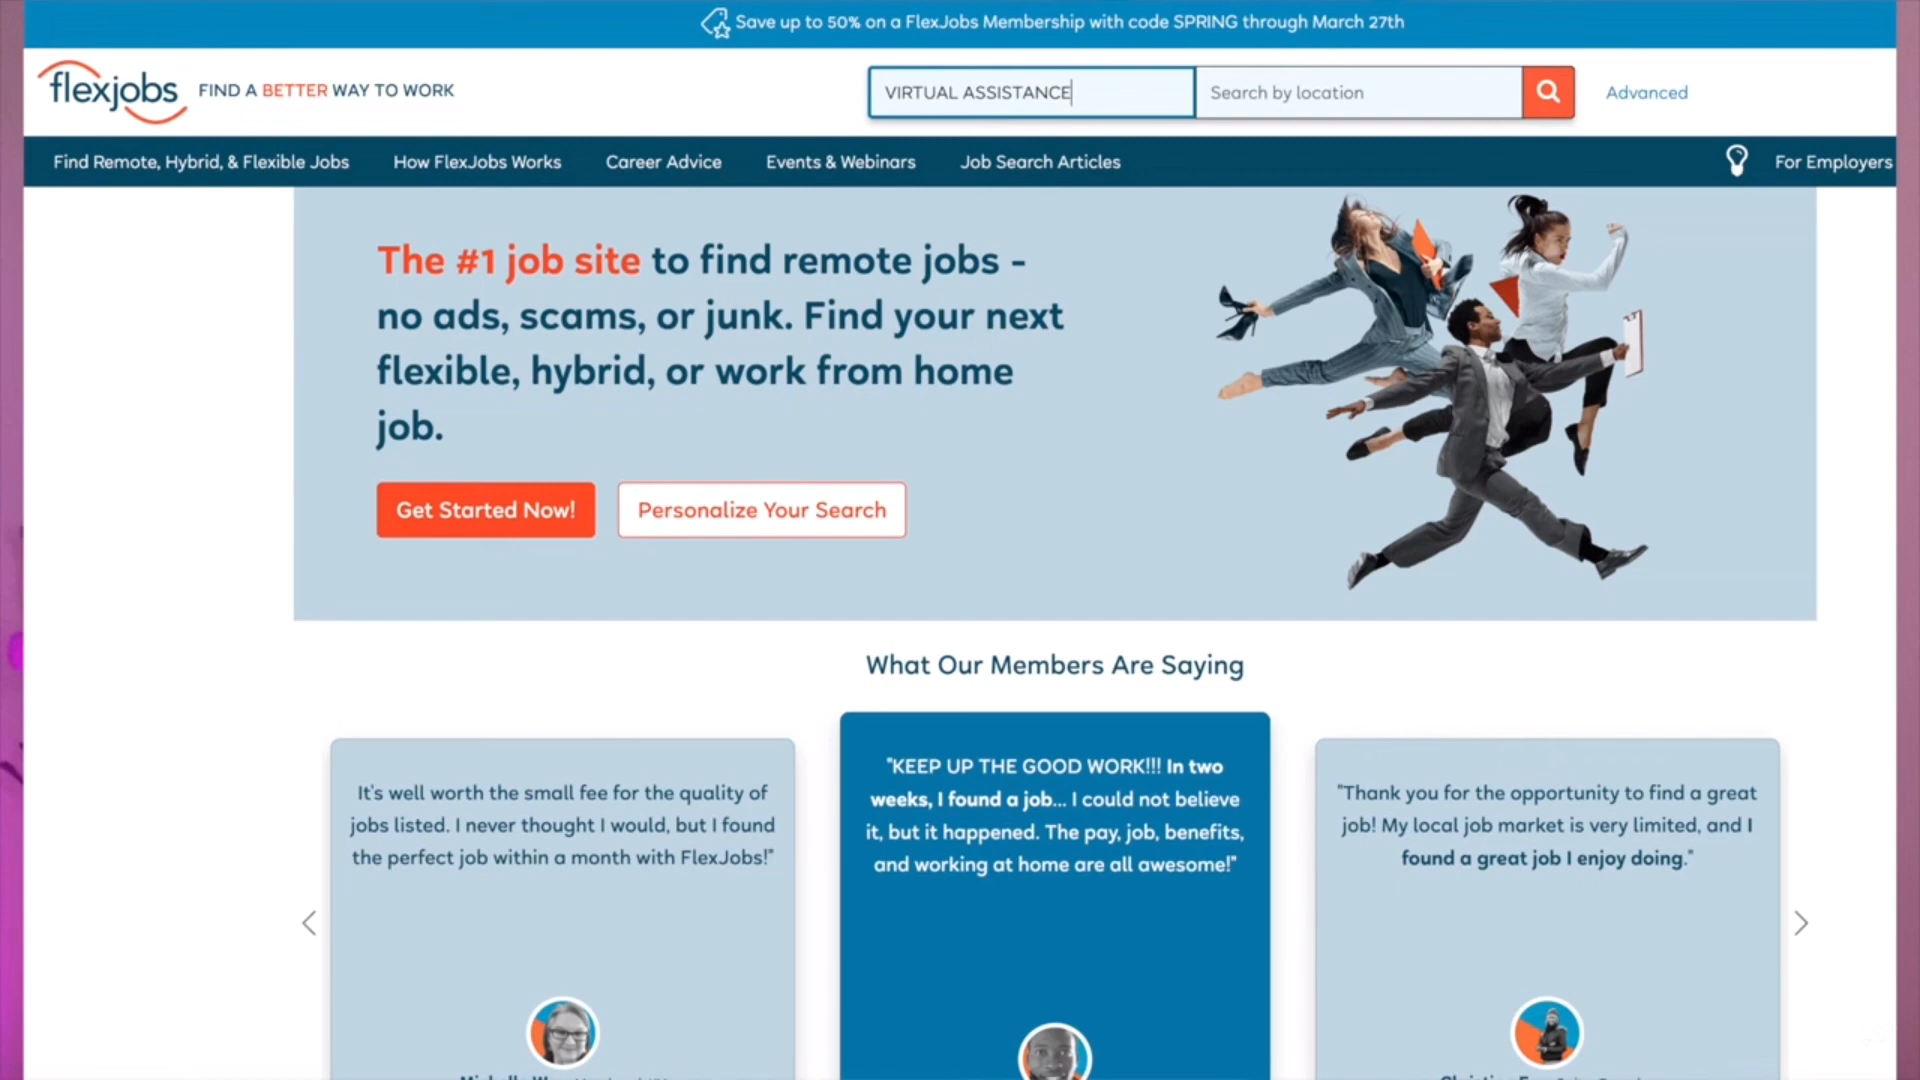 Save up to 50% on a FlexJobs Membership with code SPRING through March 27th
flexjobs
FIND A BETTER WAY TO WORK
VIRTUAL ASSISTANCE
Search by location
Advanced
Find Remote, Hybrid, & Flexible Jobs
How FlexJobs Works
Career Advice
Events & Webinars
Job Search Articles
For Employers
The #1 job site to find remote jobs -
no ads, scams, or junk. Find your next
flexible, hybrid, or work from home
job.
Get Started Now!
Personalize Your Search
What Our Members Are Saying
It's well worth the small fee for the quality of
jobs listed. I never thought I would, but I found
the perfect job within a month with FlexJobs!"
"KEEP UP THE GOOD WORK!!! In two
weeks, I found a job... I could not believe
it, but it happened. The pay, job, benefits,
and working at home are all awesome!"
"Thank you for the opportunity to find a great
job! My local job market is very limited, and I
found a great job I enjoy doing."